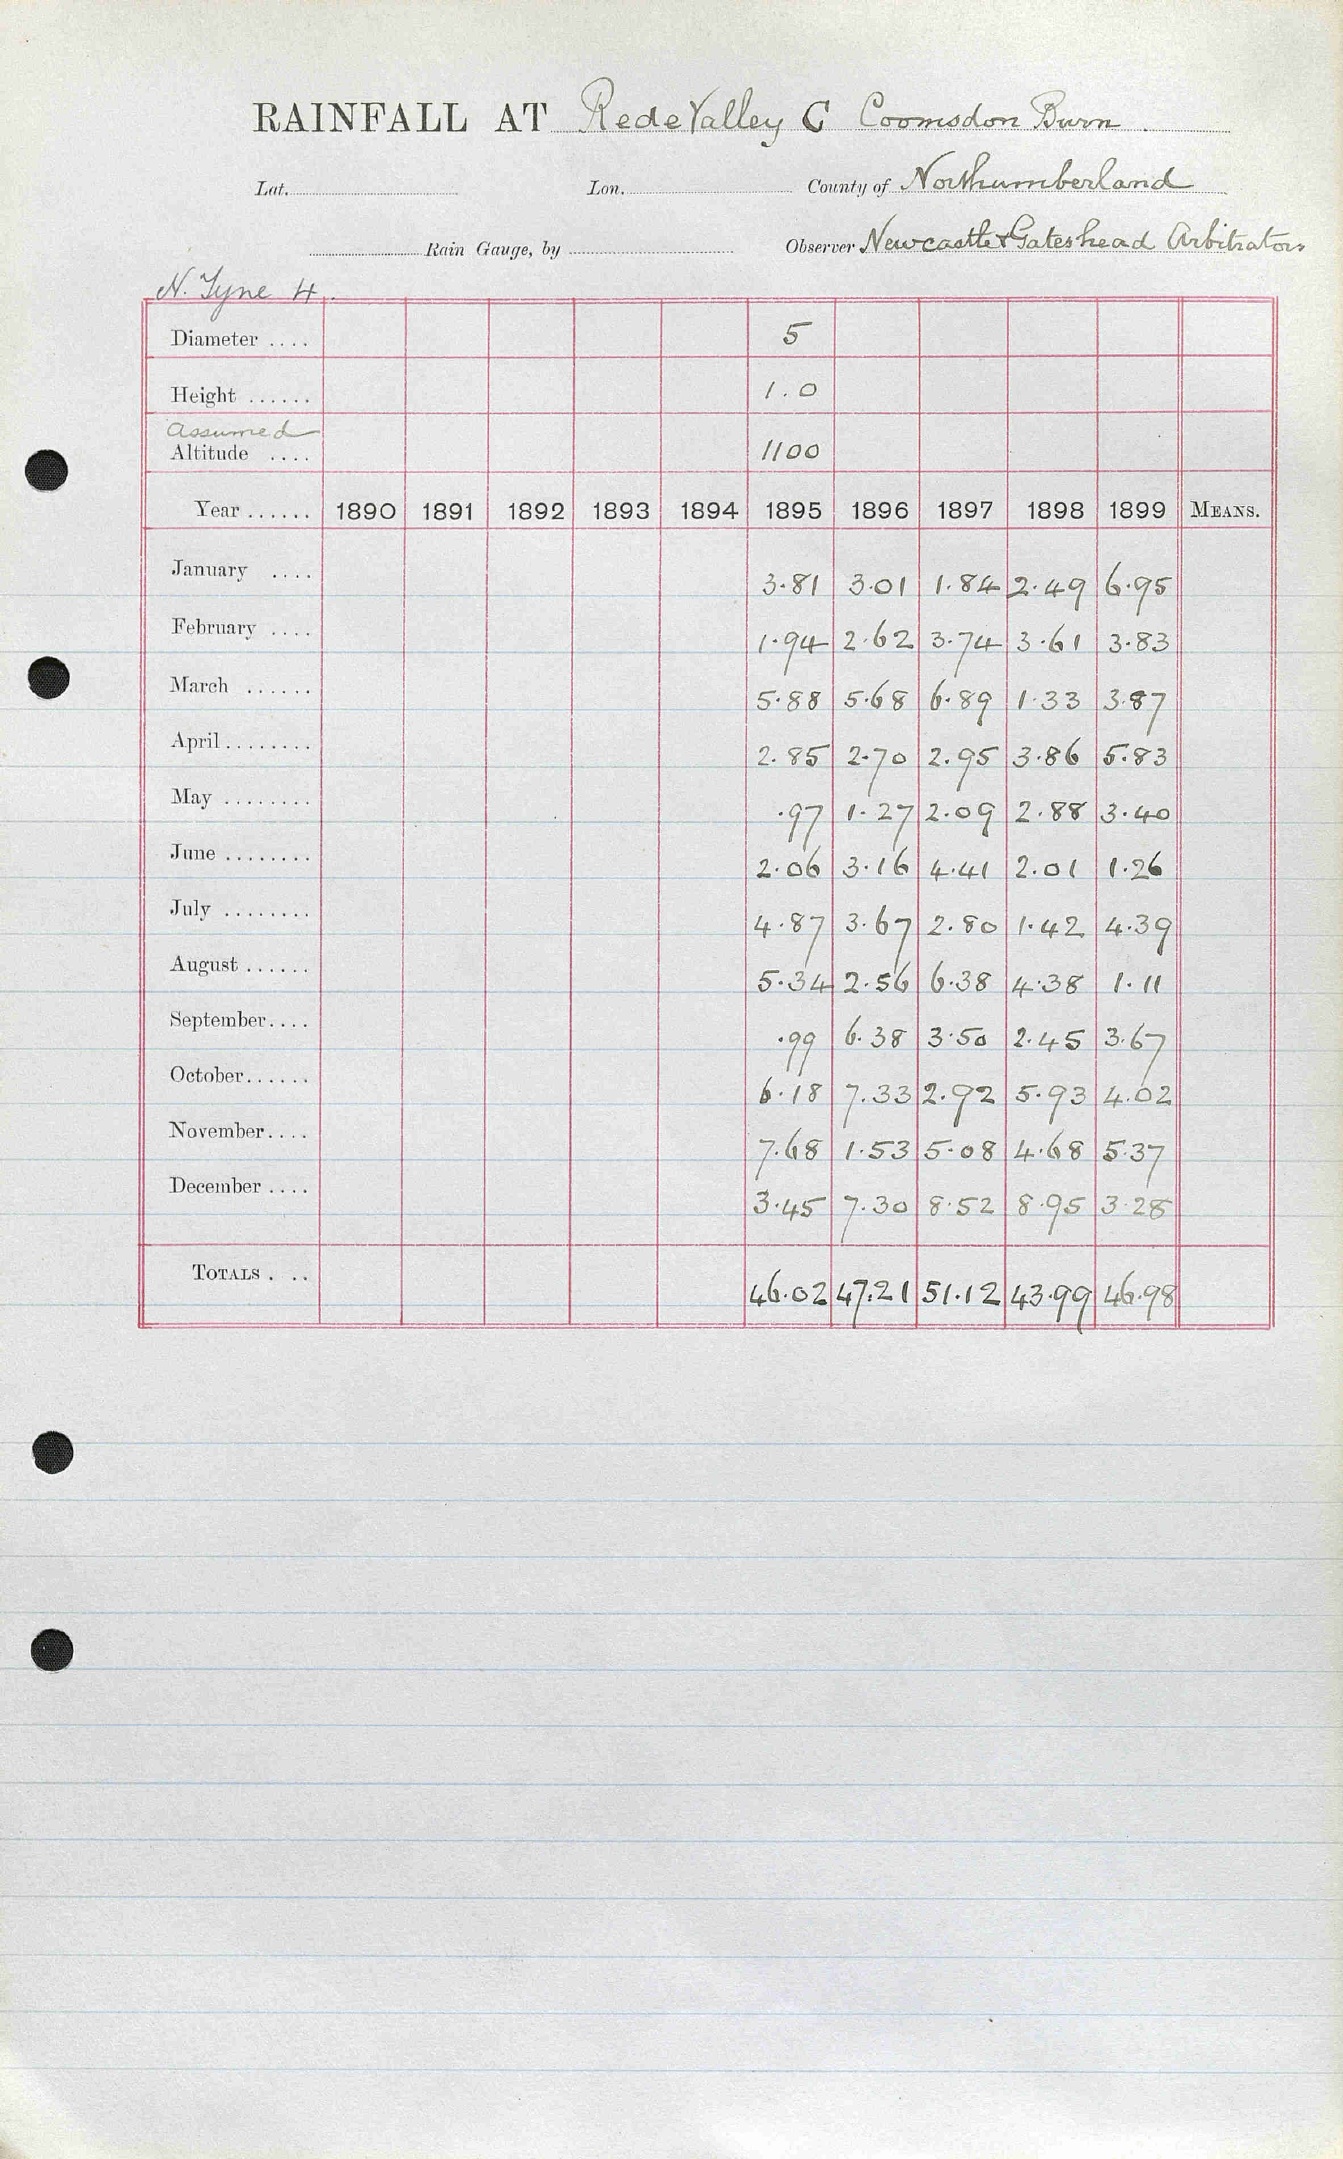 RAINFALL AT Rede Valley C Coomsdon Burn
Lat. Lon. County of Northumberland
Rain Gauge, by Observer Newcastle & Gateshead Arbitrators
N. Tyne 4.
Diameter .... 5
Height ...... 1.0
assumed
Altitude .... 1100
Year ...... 1890 1891 1892 1893 1894 1895 1896 1897 1898 1899 MEANS.
January .... 3.81 3.01 1.84 2.49 6.95
February .... 1.94 2.62 3.74 3.61 3.83
March ...... 5.88 5.68 6.89 1.33 3.87
April ........ 2.85 2.70 2.95 3.86 5.83
May ........ .97 1.27 2.09 2.88 3.40
June ........ 2.06 3.16 4.41 2.01 1.26
July ........ 4.87 3.67 2.80 1.42 4.39
August ...... 5.34 2.56 6.38 4.38 1.11
September.... .99 6.38 3.50 2.45 3.67
October...... 6.18 7.33 2.92 5.93 4.02
November.... 7.68 1.53 5.08 4.68 5.37
December .... 3.45 7.30 8.52 8.95 3.28
TOTALS . .. 46.02 47.21 51.12 43.99 46.98